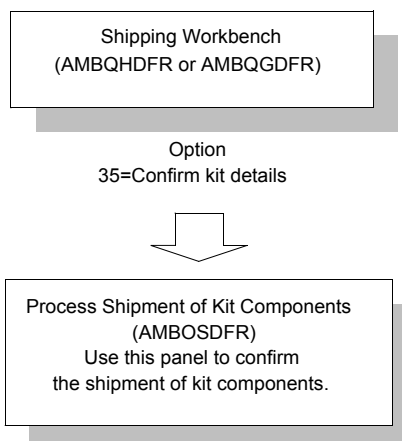 Shipping Workbench
(AMBQHDFR or AMBQGDFR)
Option
35=Confirm kit details
Process Shipment of Kit Components
(AMBOSDFR)
Use this panel to confirm
the shipment of kit components.